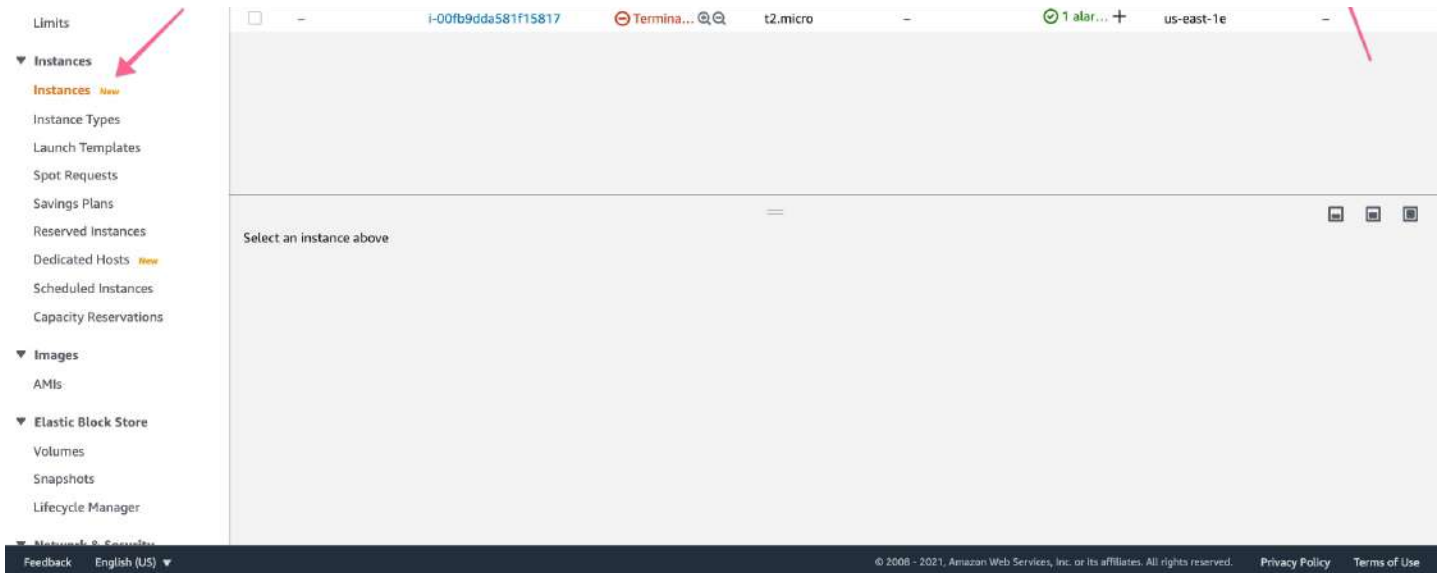 Limits
– i-00fb9dda581f15817 Termina... t2.micro – 1 alar... + us-east-1e –
Instances
Instances New
Instance Types
Launch Templates
Spot Requests
Savings Plans
Reserved Instances
Select an instance above
Dedicated Hosts New
Scheduled Instances
Capacity Reservations
Images
AMIs
Elastic Block Store
Volumes
Snapshots
Lifecycle Manager
Network & Security
Feedback English (US)
© 2008 - 2021, Amazon Web Services, Inc. or its affiliates. All rights reserved. Privacy Policy Terms of Use